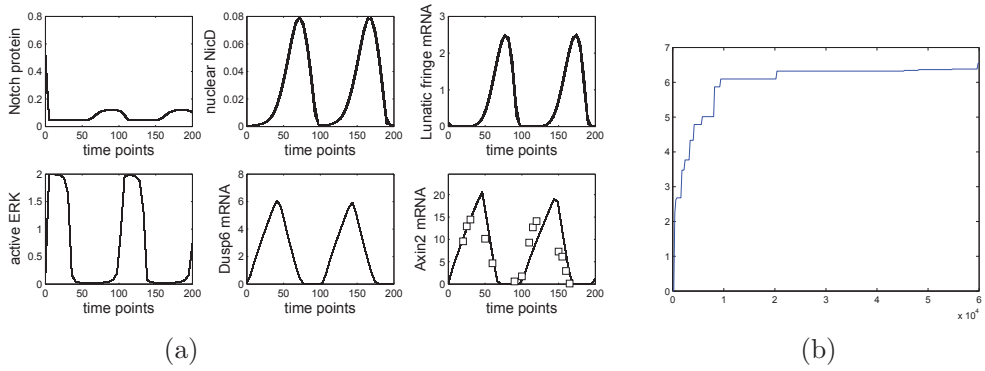 Notch protein
0.8
0.6
0.4
0.2
0
0 50 100 150 200
time points
nuclear NicD
0.08
0.06
0.04
0.02
0
0 50 100 150 200
time points
Lunatic fringe mRNA
3
2
1
0
0 50 100 150 200
time points
active ERK
2
1.5
1
0.5
0
0 50 100 150 200
time points
Dusp6 mRNA
8
6
4
2
0
0 50 100 150 200
time points
Axin2 mRNA
20
15
10
5
0
0 50 100 150 200
time points
(a)
7
6
5
4
3
2
1
0
0 1 2 3 4 5 6
x 10^4
(b)